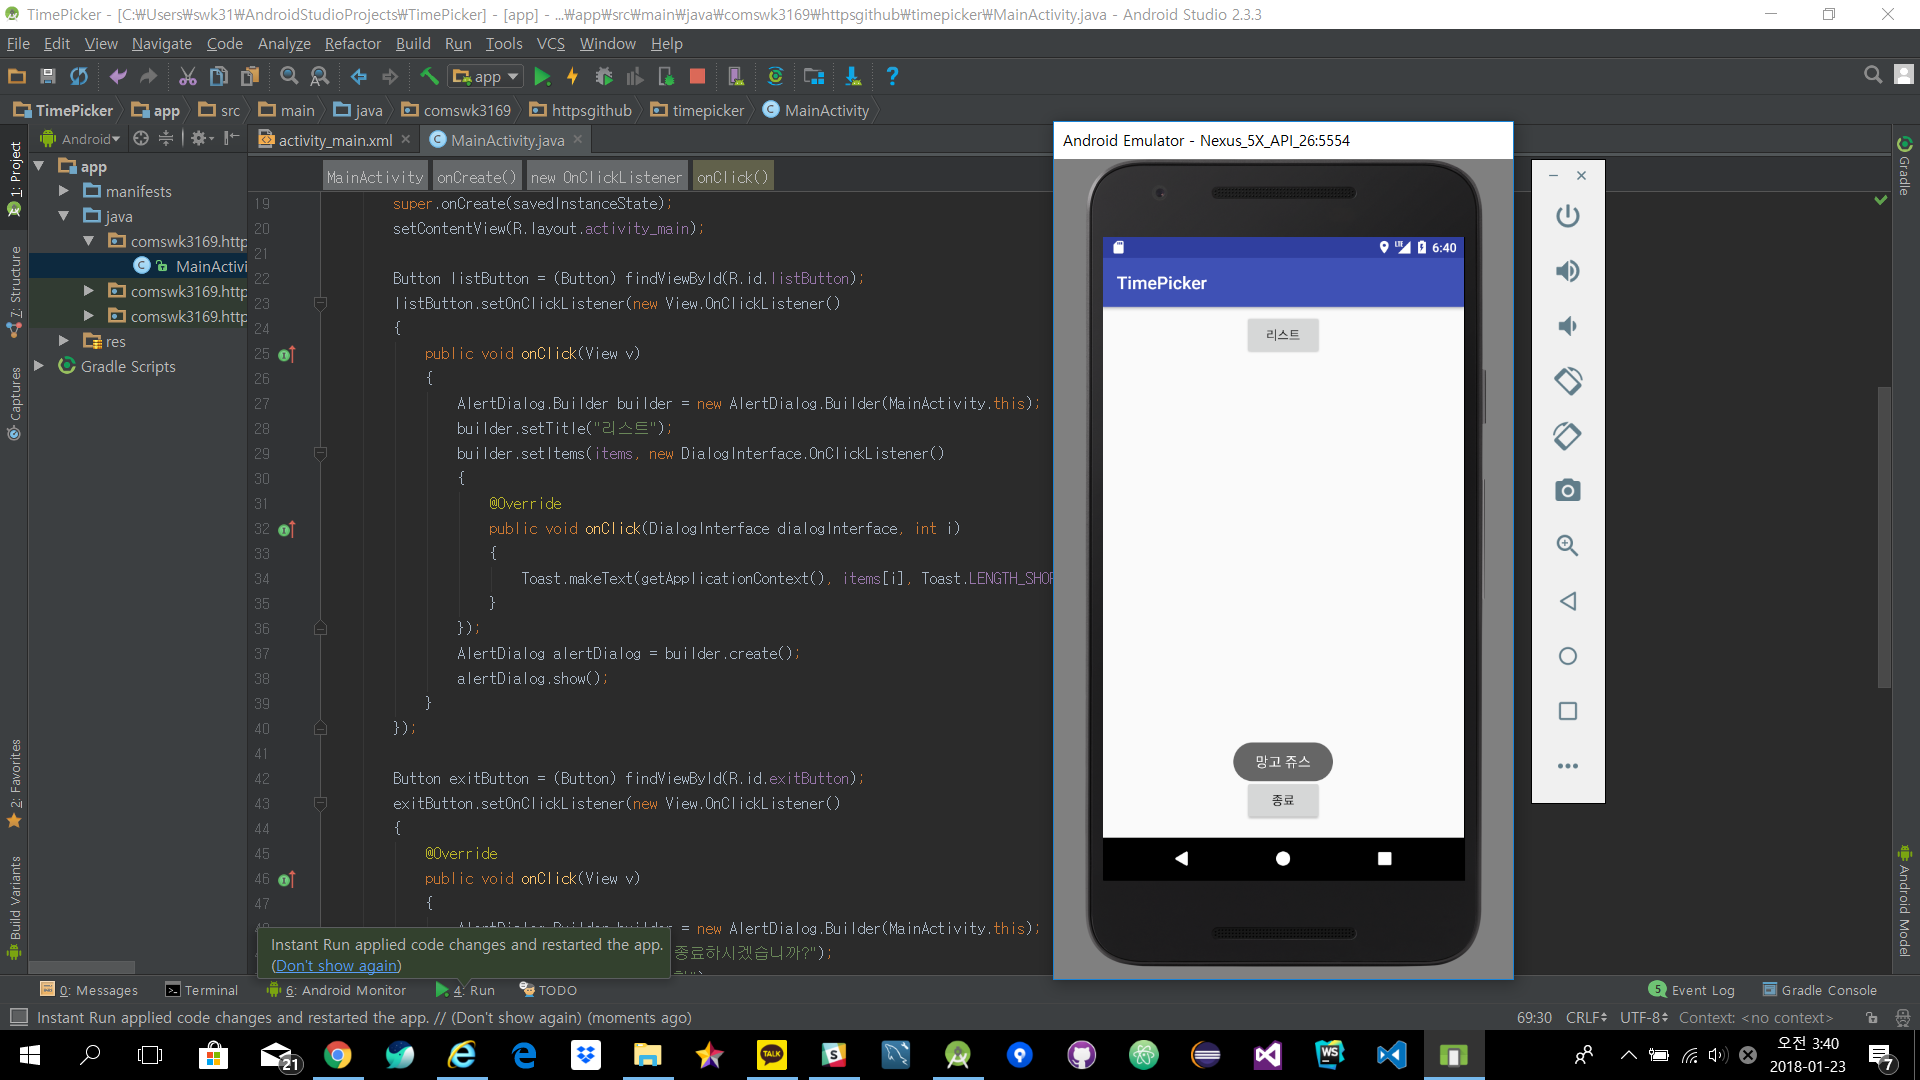 TimePicker - [C:₩Users₩swk31₩AndroidStudioProjects₩TimePicker] - [app] - ...₩app₩src₩main₩java₩comswk3169₩httpsgithub₩timepicker₩MainActivity.java - Android Studio 2.3.3
File Edit View Navigate Code Analyze Refactor Build Run Tools VCS Window Help
app
TimePicker app src main java comswk3169 httpsgithub timepicker MainActivity
Android
activity_main.xml
MainActivity.java
1: Project
Z: Structure
Captures
2: Favorites
Build Variants
app
manifests
java
comswk3169.http
MainActivi
comswk3169.http
comswk3169.http
res
Gradle Scripts
MainActivity onCreate() new OnClickListener onClick()
19 super.onCreate(savedInstanceState);
20 setContentView(R.layout.activity_main);
21
22 Button listButton = (Button) findViewById(R.id.listButton);
23 listButton.setOnClickListener(new View.OnClickListener()
24 {
25 public void onClick(View v)
26 {
27 AlertDialog.Builder builder = new AlertDialog.Builder(MainActivity.this);
28 builder.setTitle("리스트");
29 builder.setItems(items, new DialogInterface.OnClickListener()
30 {
31 @Override
32 public void onClick(DialogInterface dialogInterface, int i)
33 {
34 Toast.makeText(getApplicationContext(), items[i], Toast.LENGTH_SHOR
35 }
36 });
37 AlertDialog alertDialog = builder.create();
38 alertDialog.show();
39 }
40 });
41
42 Button exitButton = (Button) findViewById(R.id.exitButton);
43 exitButton.setOnClickListener(new View.OnClickListener()
44 {
45 @Override
46 public void onClick(View v)
47 {
= new AlertDialog.Builder(MainActivity.this);
종료하시겠습니까?");
Instant Run applied code changes and restarted the app.
(Don't show again)
Android Emulator - Nexus_5X_API_26:5554
LTE 6:40
TimePicker
리스트
망고 쥬스
종료
Gradle
Android Model
0: Messages Terminal 6: Android Monitor 4: Run TODO
5 Event Log Gradle Console
Instant Run applied code changes and restarted the app. // (Don't show again) (moments ago)
69:30 CRLF UTF-8 Context: <no context>
21
TALK
WS
오전 3:40
2018-01-23
7